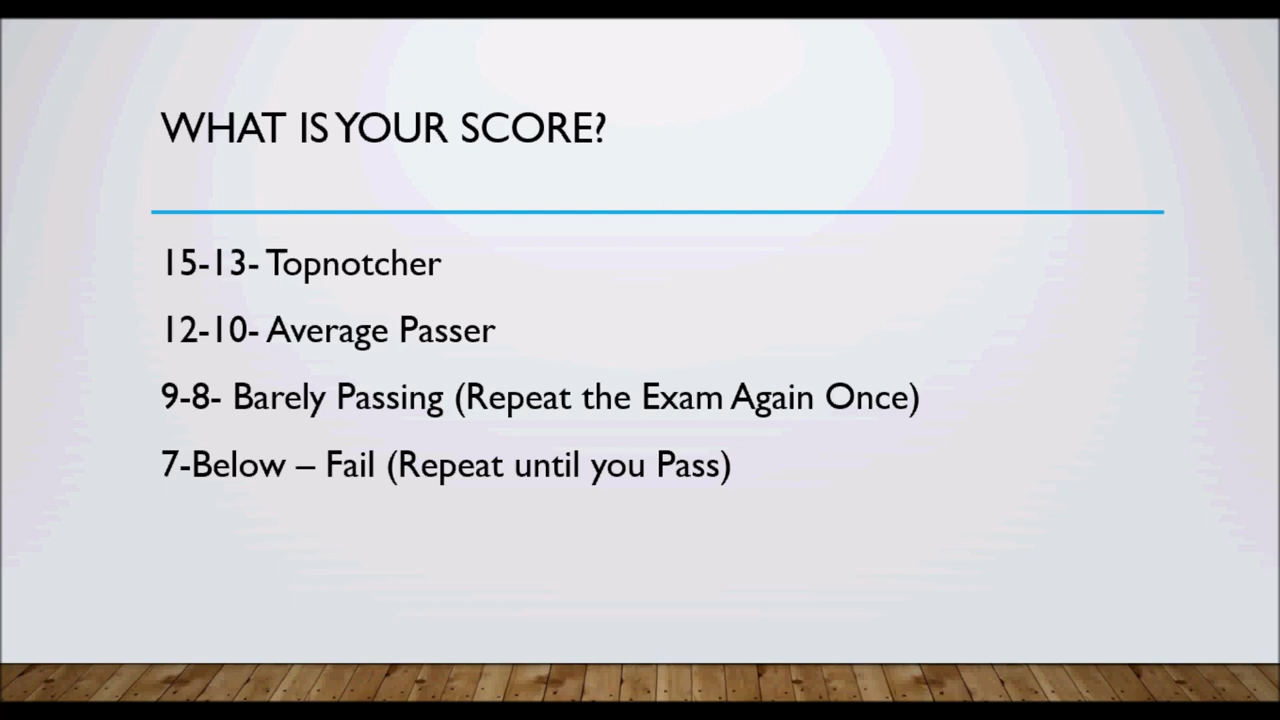 WHAT IS YOUR SCORE?
15-13- Topnotcher
12-10- Average Passer
9-8- Barely Passing (Repeat the Exam Again Once)
7-Below – Fail (Repeat until you Pass)